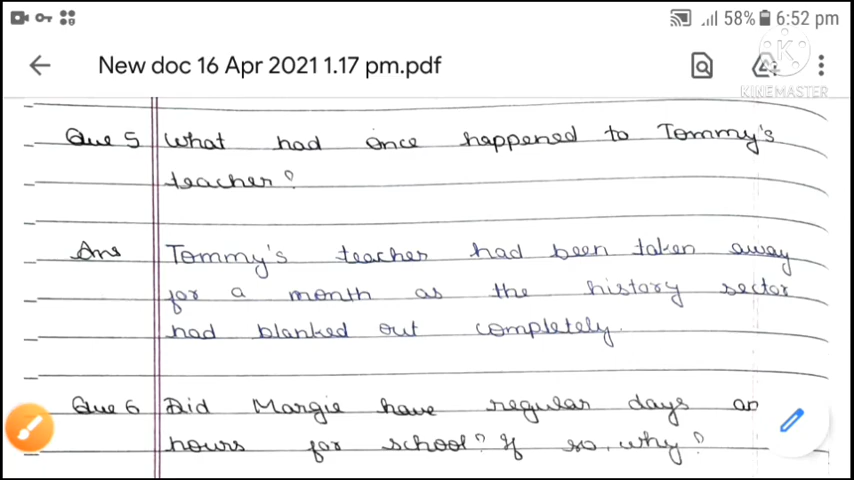 58% 6:52 pm
New doc 16 Apr 2021 1.17 pm.pdf
KINEMASTER
Que 5 What had once happened to Tommy's
teacher?
Ans Tommy's teacher had been taken away
for a month as the history sector
had blanked out completely.
Que 6 Did Margie have regular days an
hours for school? If so, why?